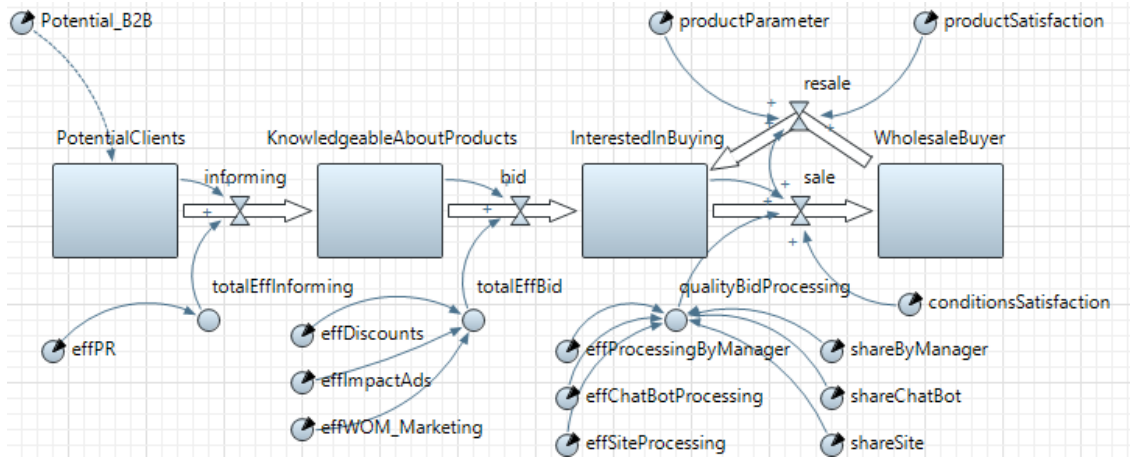 Potential_B2B
productParameter
productSatisfaction
resale
PotentialClients
KnowledgeableAboutProducts
InterestedInBuying
WholesaleBuyer
informing
bid
sale
totalEffInforming
totalEffBid
qualityBidProcessing
conditionsSatisfaction
effPR
effDiscounts
effProcessingByManager
shareByManager
effImpactAds
effChatBotProcessing
shareChatBot
effWOM_Marketing
effSiteProcessing
shareSite